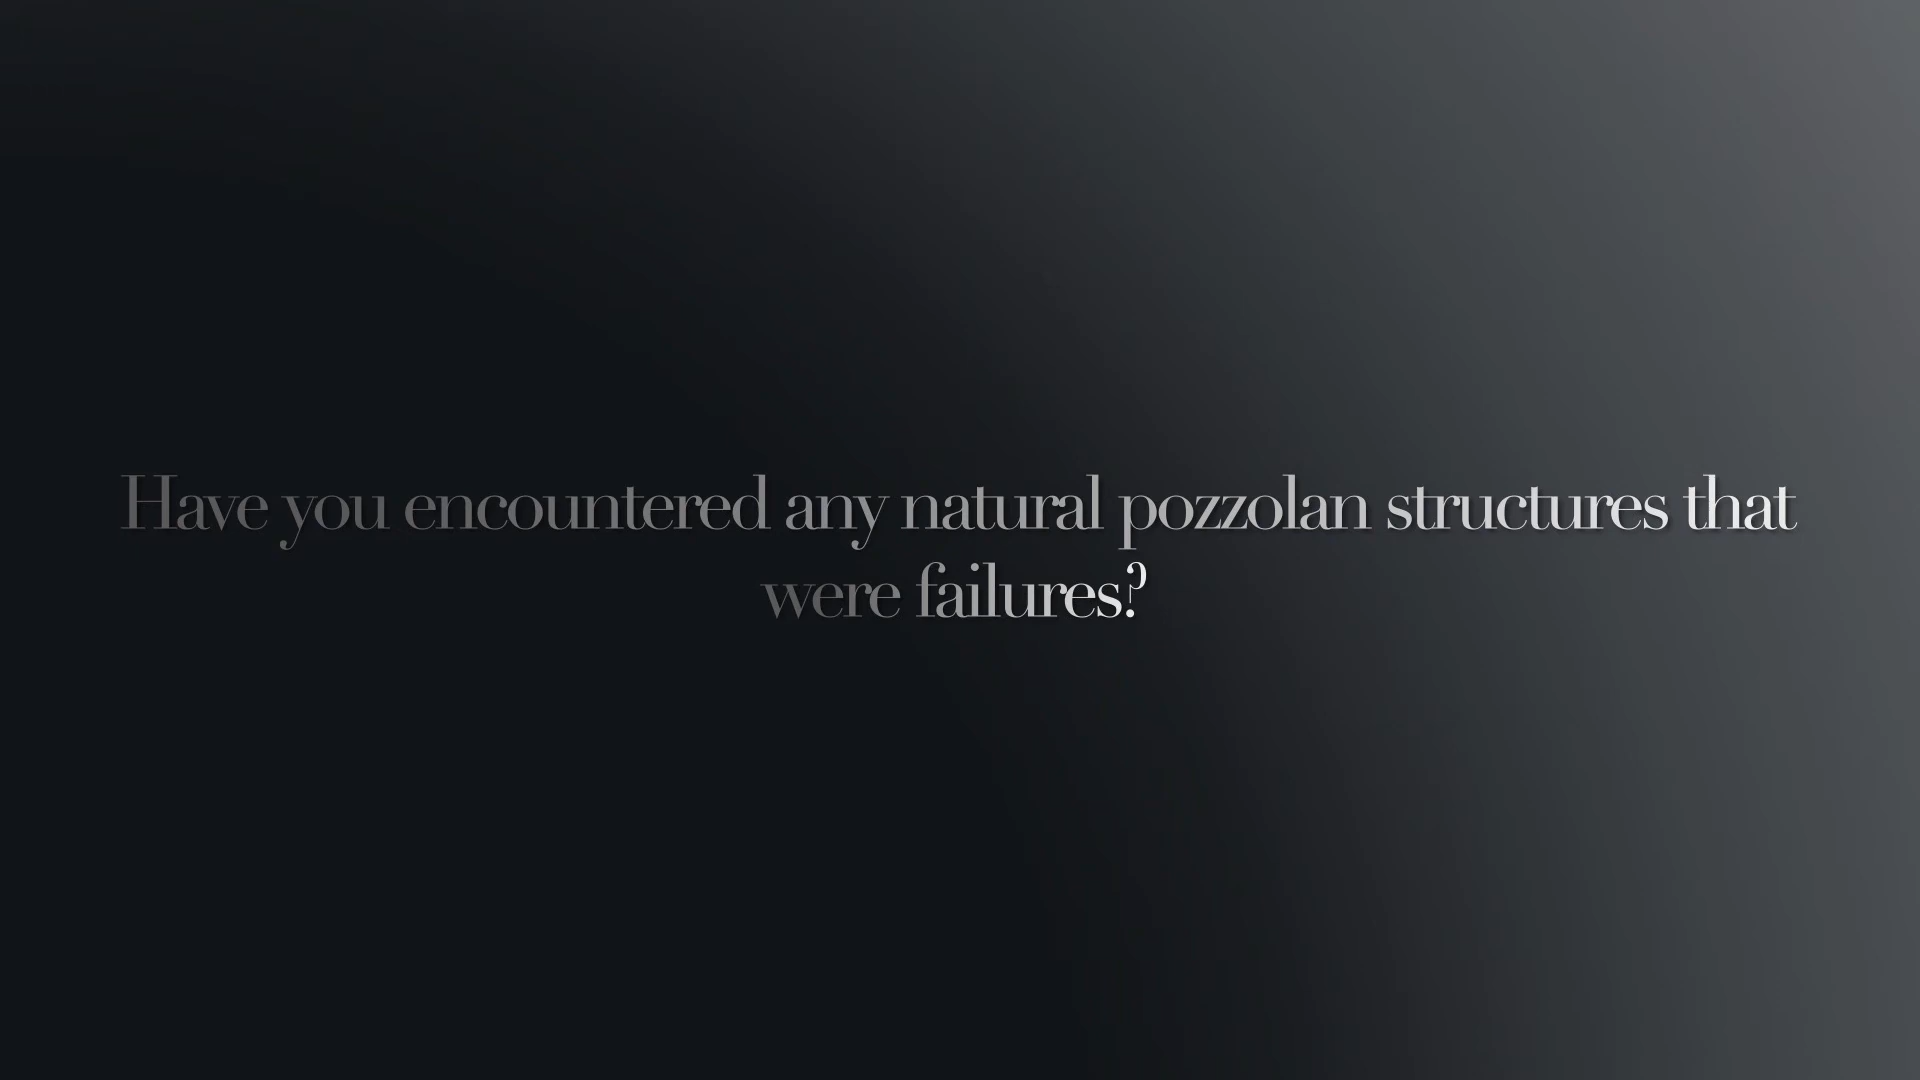 Have you encountered any natural pozzolan structures that
were failures?